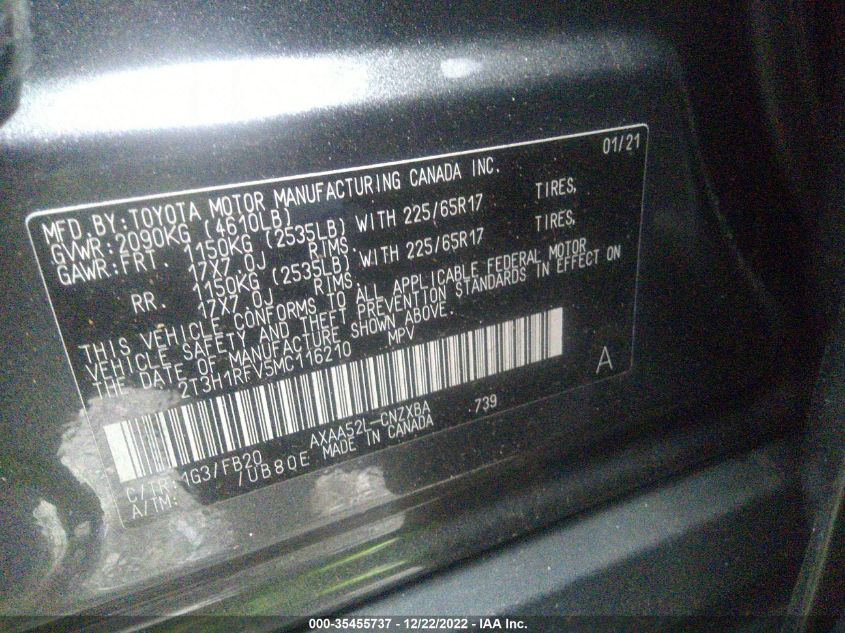 MFD.BY:TOYOTA MOTOR MANUFACTURING CANADA INC. 01/21
GVWR:2090KG (4610LB)
GAWR:FRT. 1150KG (2535LB) WITH 225/65R17 TIRES,
17X7.0J RIMS.
RR. 1150KG (2535LB) WITH 225/65R17 TIRES,
17X7.0J RIMS.
THIS VEHICLE CONFORMS TO ALL APPLICABLE FEDERAL MOTOR
VEHICLE SAFETY AND THEFT PREVENTION STANDARDS IN EFFECT ON
THE DATE OF MANUFACTURE SHOWN ABOVE.
2T3H1RFV5MC116210 MPV
A
C/TR: 1G3/FB20 AXAA52L-CNZXBA 739
A/TM: /UB80E MADE IN CANADA
000-35455737 - 12/22/2022 - IAA Inc.